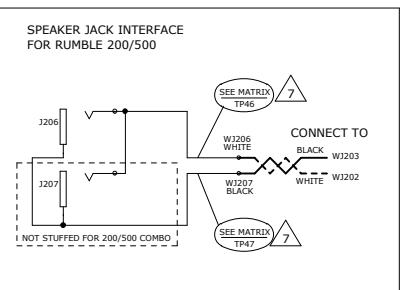 SPEAKER JACK INTERFACE
FOR RUMBLE 200/500
SEE MATRIX
TP46
7
J206
WJ206
WHITE
CONNECT TO
BLACK
WJ203
J207
WJ207
BLACK
WHITE
WJ202
NOT STUFFED FOR 200/500 COMBO
SEE MATRIX
TP47
7